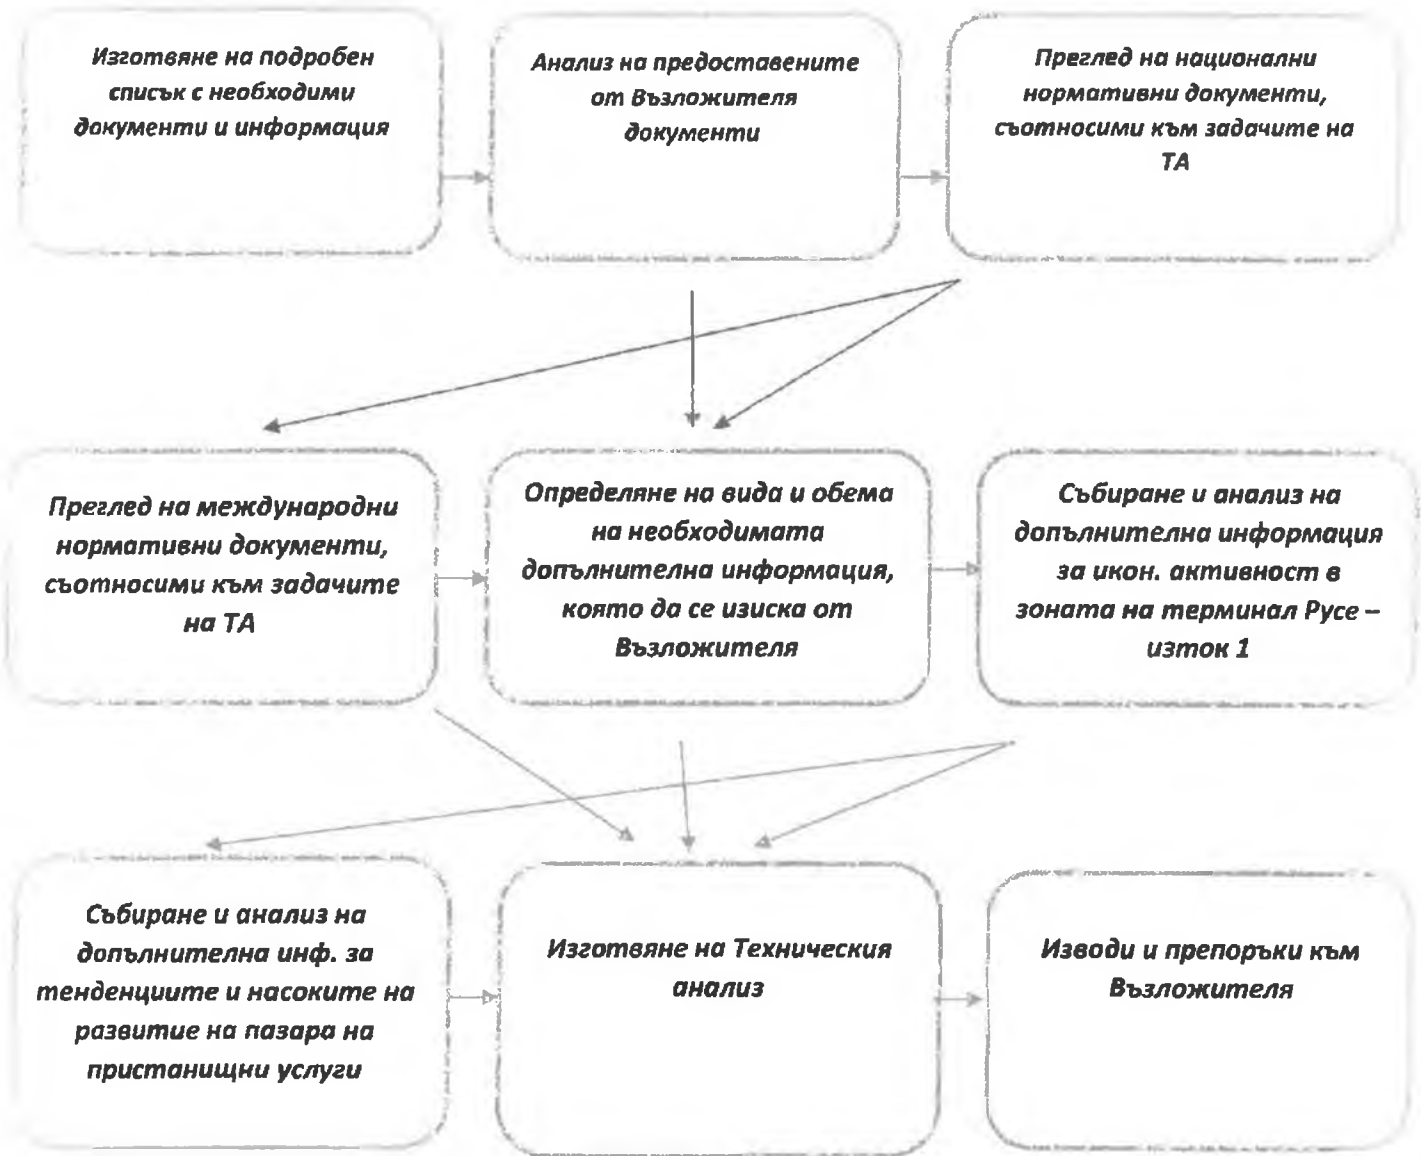 Изготвяне на подробен
списък с необходими
документи и информация
Анализ на предоставените
от Възложителя
документи
Преглед на национални
нормативни документи,
съотносими към задачите на
ТА
Преглед на международни
нормативни документи,
съотносими към задачите
на ТА
Определяне на вида и обема
на необходимата
допълнителна информация,
която да се изиска от
Възложителя
Събиране и анализ на
допълнителна информация
за икон. активност в
зоната на терминал Русе –
изток 1
Събиране и анализ на
допълнителна инф. за
тенденциите и насоките на
развитие на пазара на
пристанищни услуги
Изготвяне на Техническия
анализ
Изводи и препоръки към
Възложителя